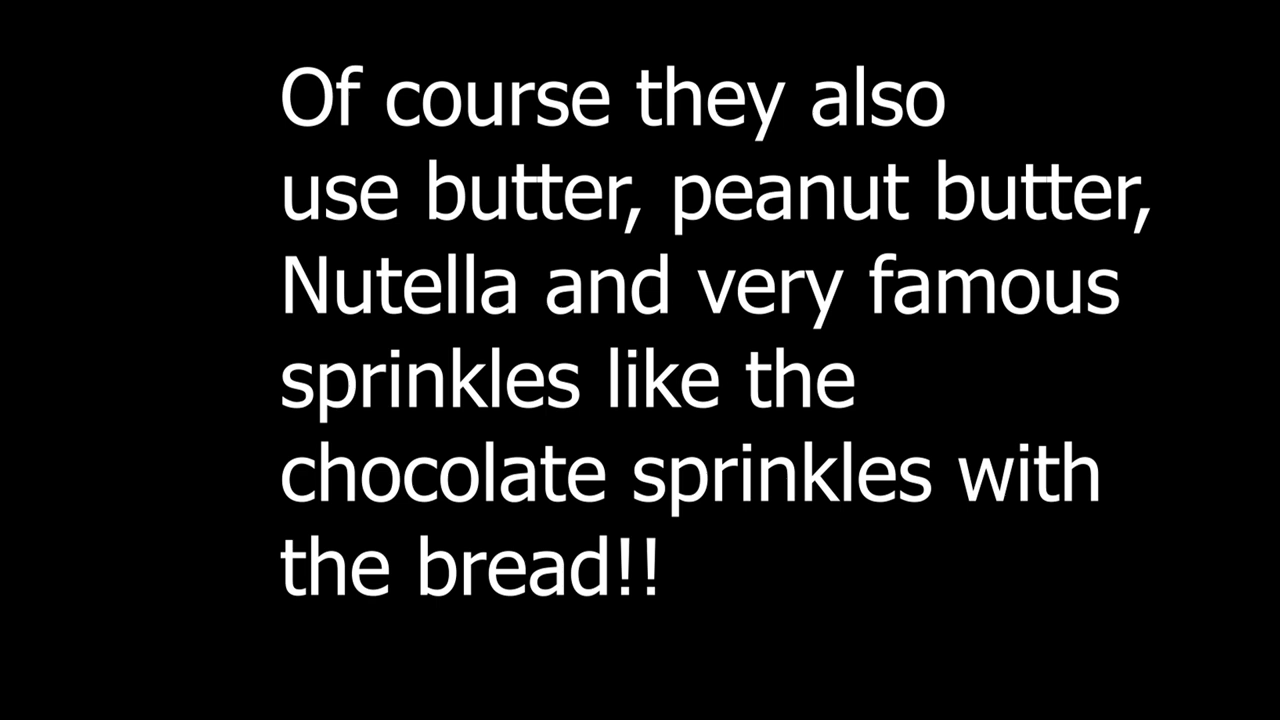 Of course they also
use butter, peanut butter,
Nutella and very famous
sprinkles like the
chocolate sprinkles with
the bread!!